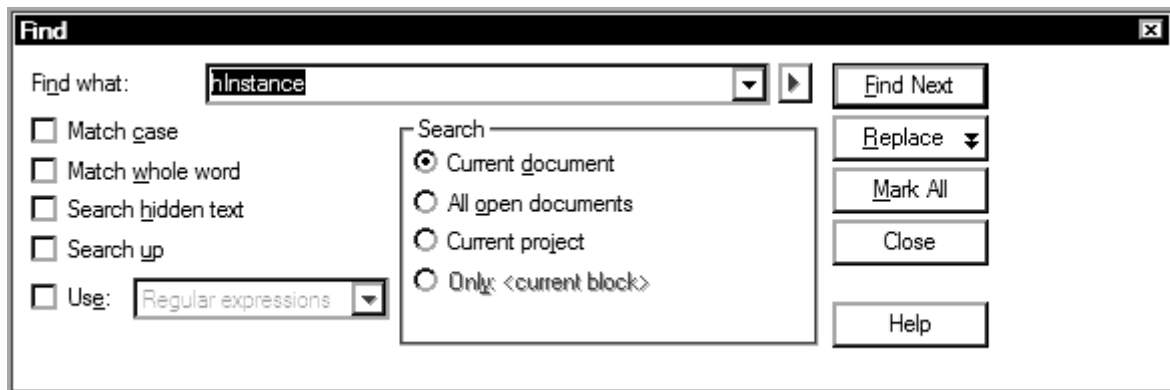 Find
Find what: hInstance
Find Next
Match case
Match whole word
Search hidden text
Search up
Use: Regular expressions
Search
Current document
All open documents
Current project
Only: <current block>
Replace
Mark All
Close
Help